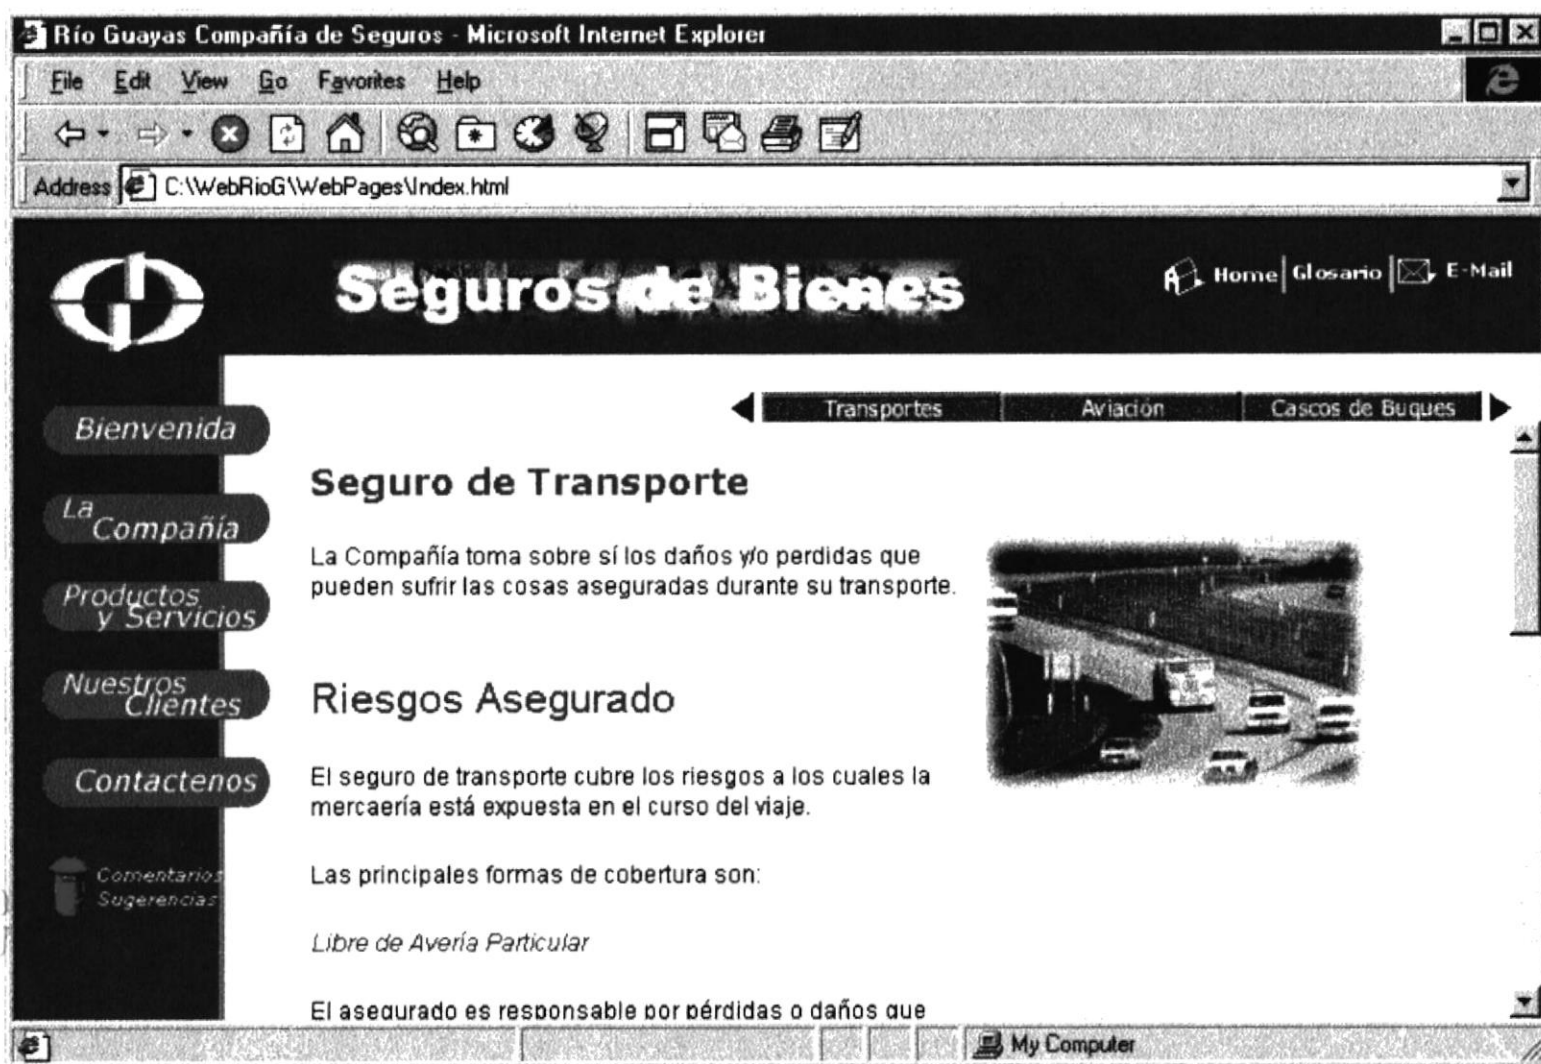 Río Guayas Compañía de Seguros - Microsoft Internet Explorer
File Edit View Go Favorites Help
Address C:\WebRioG\WebPages\Index.html
Seguros de Bienes
Home Glosario E-Mail
Transportes Aviación Cascos de Buques
Bienvenida
La
Compañía
Productos
y Servicios
Nuestros
Clientes
Contactenos
Comentarios
Sugerencias
Seguro de Transporte
La Compañía toma sobre sí los daños y/o perdidas que
pueden sufrir las cosas aseguradas durante su transporte.
Riesgos Asegurado
El seguro de transporte cubre los riesgos a los cuales la
mercaería está expuesta en el curso del viaje.
Las principales formas de cobertura son:
Libre de Avería Particular
El asegurado es responsable por pérdidas o daños que
My Computer